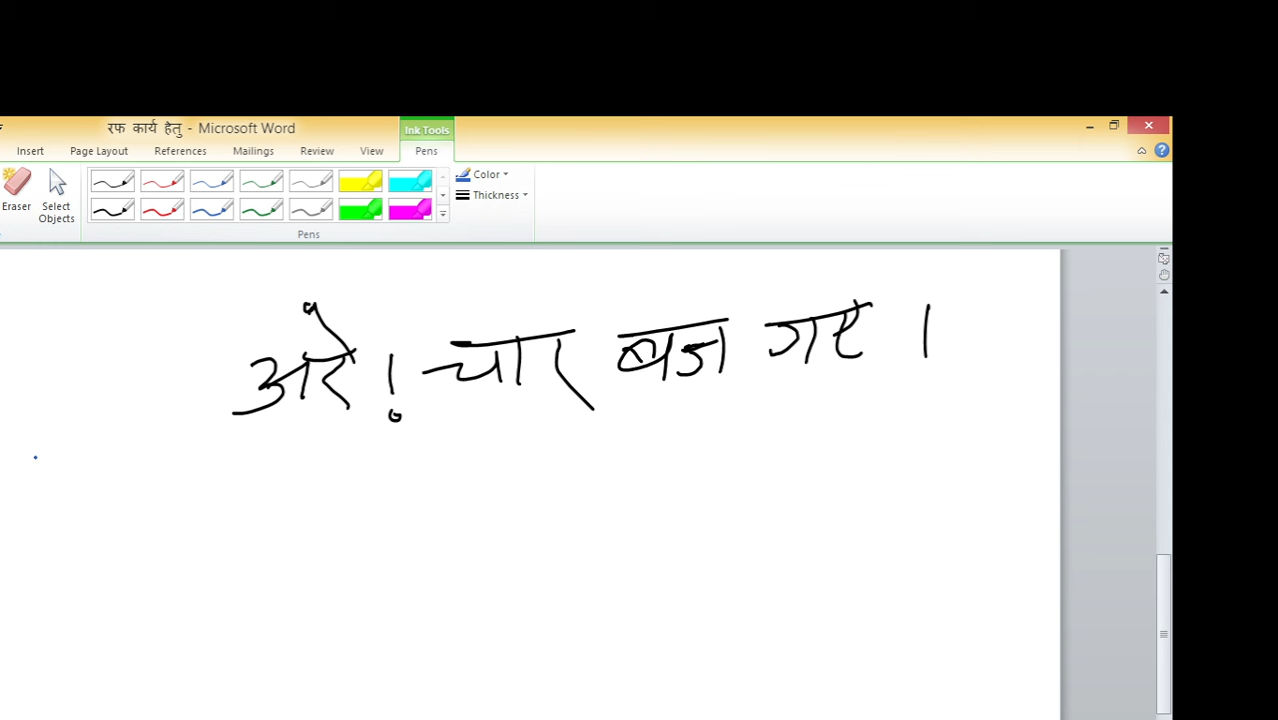 रफ कार्य हेतु - Microsoft Word
Ink Tools
Insert Page Layout References Mailings Review View Pens
Eraser
Select Objects
Color
Thickness
Pens
अरे! चार बज गए ।